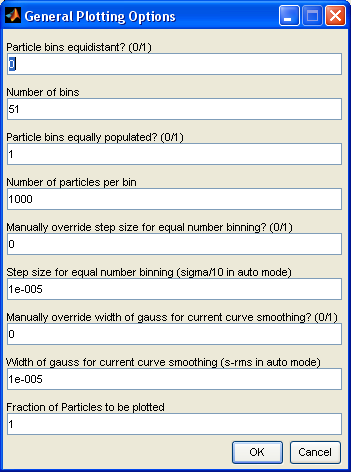 General Plotting Options
Particle bins equidistant? (0/1)
0
Number of bins
51
Particle bins equally populated? (0/1)
1
Number of particles per bin
1000
Manually override step size for equal number binning? (0/1)
0
Step size for equal number binning (sigma/10 in auto mode)
1e-005
Manually override width of gauss for current curve smoothing? (0/1)
0
Width of gauss for current curve smoothing (s-rms in auto mode)
1e-005
Fraction of Particles to be plotted
1
OK Cancel